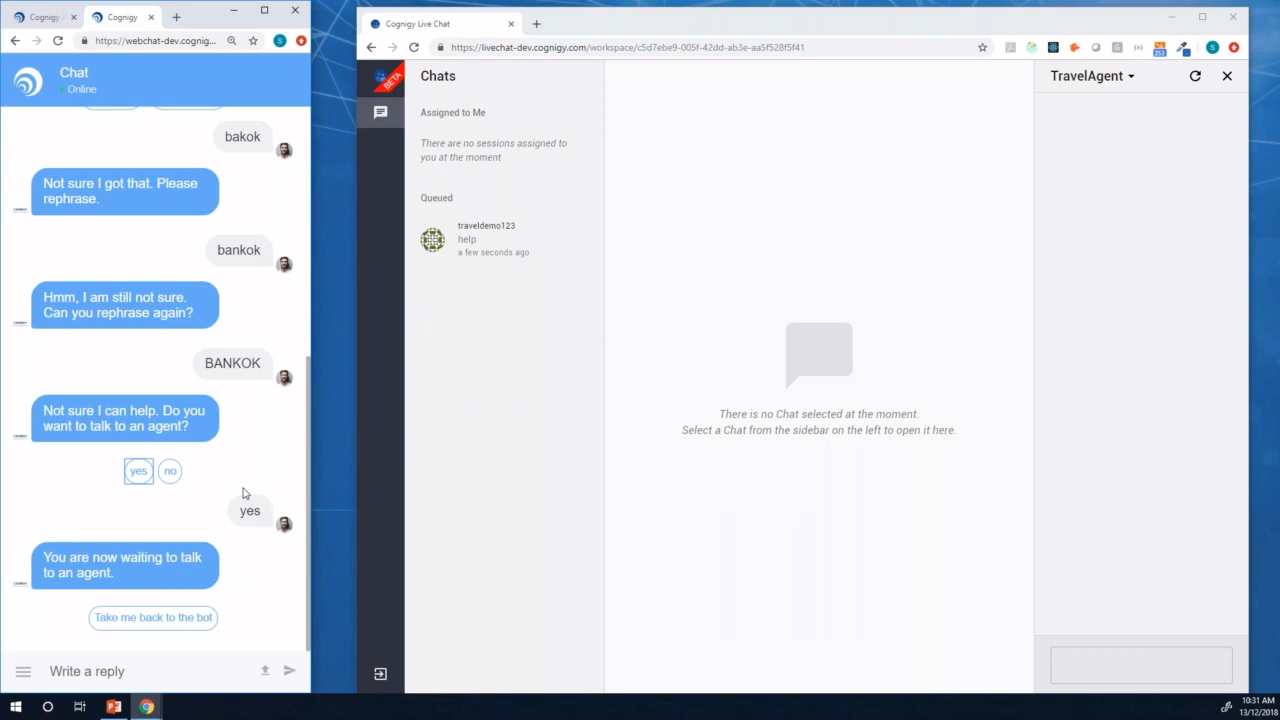 Cognigy
Cognigy
https://webchat-dev.cognig...
S
Chat
Online
bakok
Not sure I got that. Please
rephrase.
bankok
Hmm, I am still not sure.
Can you rephrase again?
BANKOK
Not sure I can help. Do you
want to talk to an agent?
yes
no
yes
You are now waiting to talk
to an agent.
Take me back to the bot
Write a reply
Cognigy Live Chat
https://livechat-dev.cognigy.com/workspace/c5d7ebe9-005f-42dd-ab3e-aa5f528f5f41
S
BETA
Chats
Assigned to Me
There are no sessions assigned to
you at the moment
Queued
traveldemo123
help
a few seconds ago
There is no Chat selected at the moment.
Select a Chat from the sidebar on the left to open it here.
TravelAgent
10:31 AM
13/12/2018